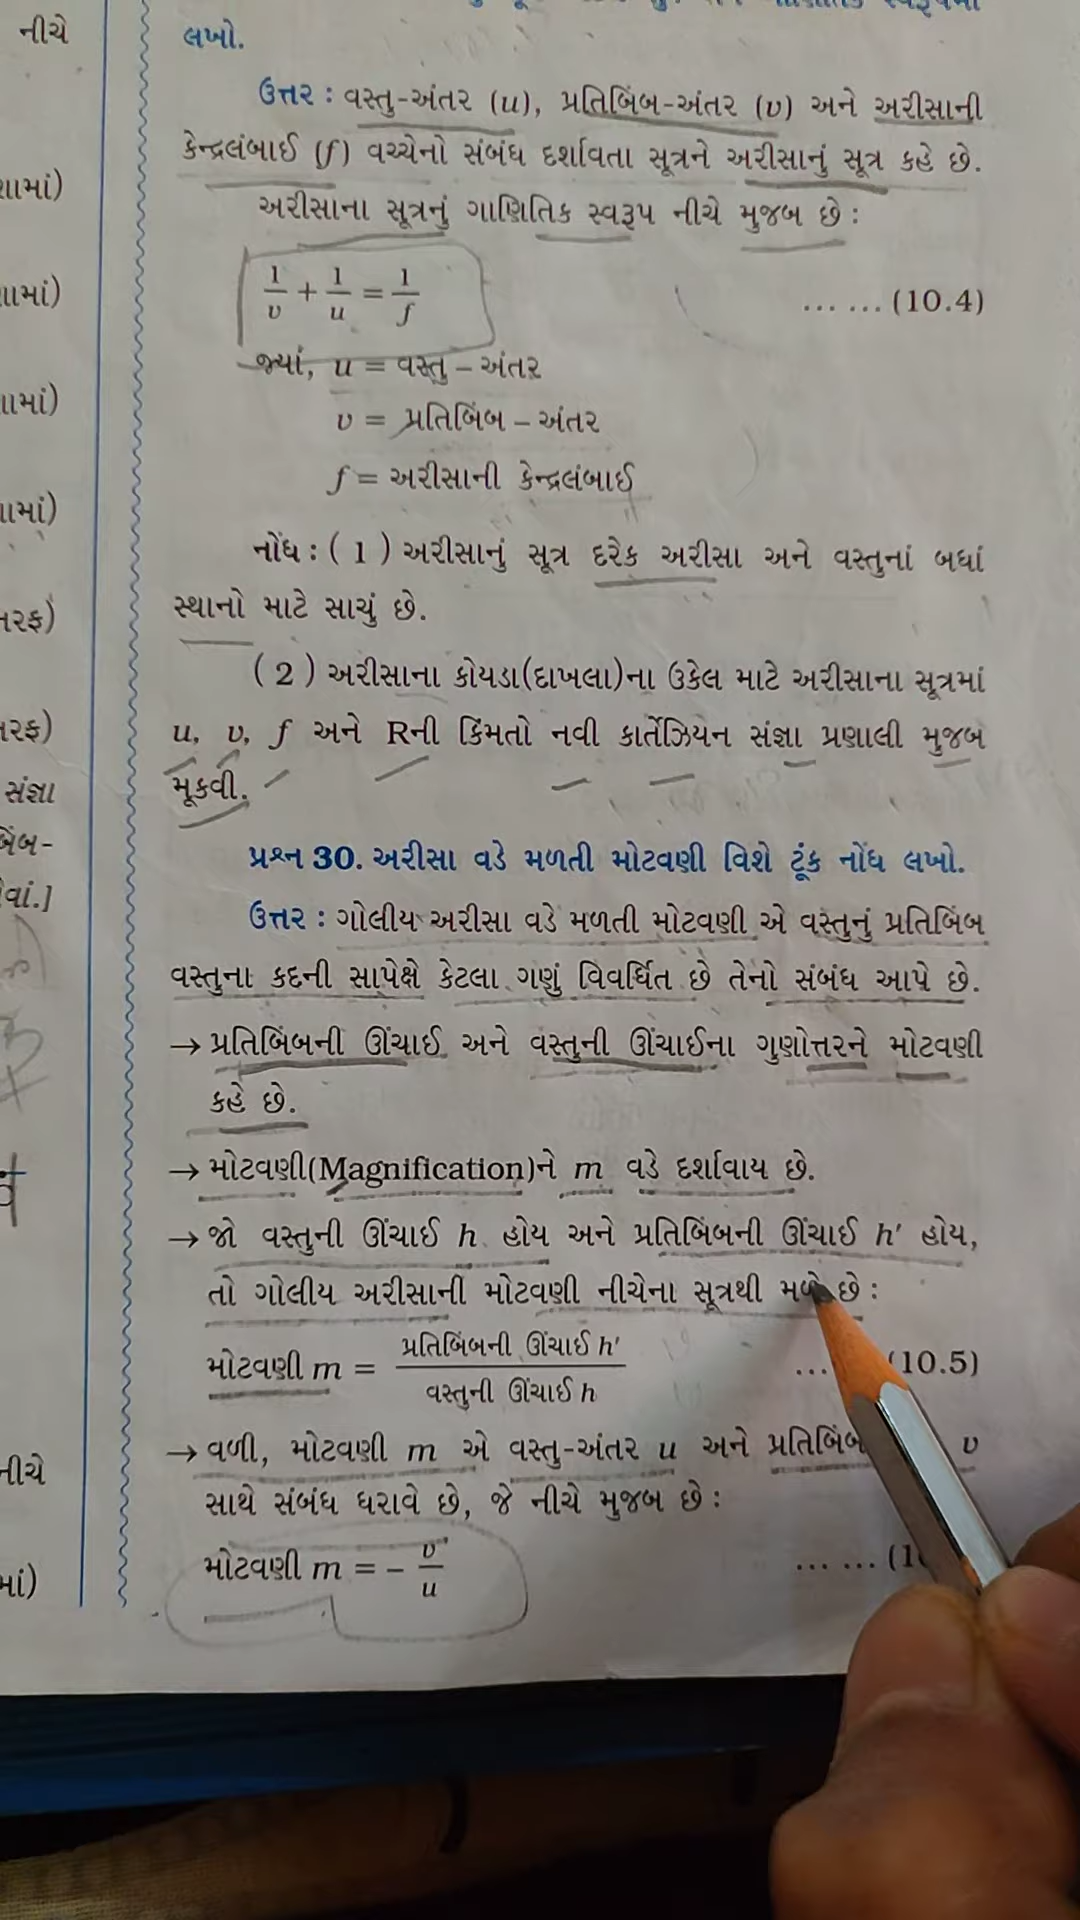 નીચે
લખો.
ઉત્તર : વસ્તુ-અંતર (u), પ્રતિબિંબ-અંતર (v) અને અરીસાની
કેન્દ્રલંબાઈ (f) વચ્ચેનો સંબંધ દર્શાવતા સૂત્રને અરીસાનું સૂત્ર કહે છે.
અરીસાના સૂત્રનું ગાણિતિક સ્વરૂપ નીચે મુજબ છે :
1/v + 1/u = 1/f ... ... (10.4)
જ્યાં, u = વસ્તુ – અંતર
v = પ્રતિબિંબ – અંતર
f = અરીસાની કેન્દ્રલંબાઈ
નોંધ : ( 1 ) અરીસાનું સૂત્ર દરેક અરીસા અને વસ્તુનાં બધાં
સ્થાનો માટે સાચું છે.
( 2 ) અરીસાના કોયડા(દાખલા)ના ઉકેલ માટે અરીસાના સૂત્રમાં
u, v, f અને Rની કિંમતો નવી કાર્તેઝિયન સંજ્ઞા પ્રણાલી મુજબ
મૂકવી.
પ્રશ્ન 30. અરીસા વડે મળતી મોટવણી વિશે ટૂંક નોંધ લખો.
ઉત્તર : ગોલીય અરીસા વડે મળતી મોટવણી એ વસ્તુનું પ્રતિબિંબ
વસ્તુના કદની સાપેક્ષે કેટલા ગણું વિવર્ધિત છે તેનો સંબંધ આપે છે.
→ પ્રતિબિંબની ઊંચાઈ અને વસ્તુની ઊંચાઈના ગુણોત્તરને મોટવણી
કહે છે.
→ મોટવણી(Magnification)ને m વડે દર્શાવાય છે.
→ જો વસ્તુની ઊંચાઈ h હોય અને પ્રતિબિંબની ઊંચાઈ h′ હોય,
તો ગોલીય અરીસાની મોટવણી નીચેના સૂત્રથી મળે છે :
મોટવણી m = પ્રતિબિંબની ઊંચાઈ h′ / વસ્તુની ઊંચાઈ h ... (10.5)
→ વળી, મોટવણી m એ વસ્તુ-અંતર u અને પ્રતિબિંબ v
સાથે સંબંધ ધરાવે છે, જે નીચે મુજબ છે :
મોટવણી m = – v/u ... ... (1
સંજ્ઞા
નીચે